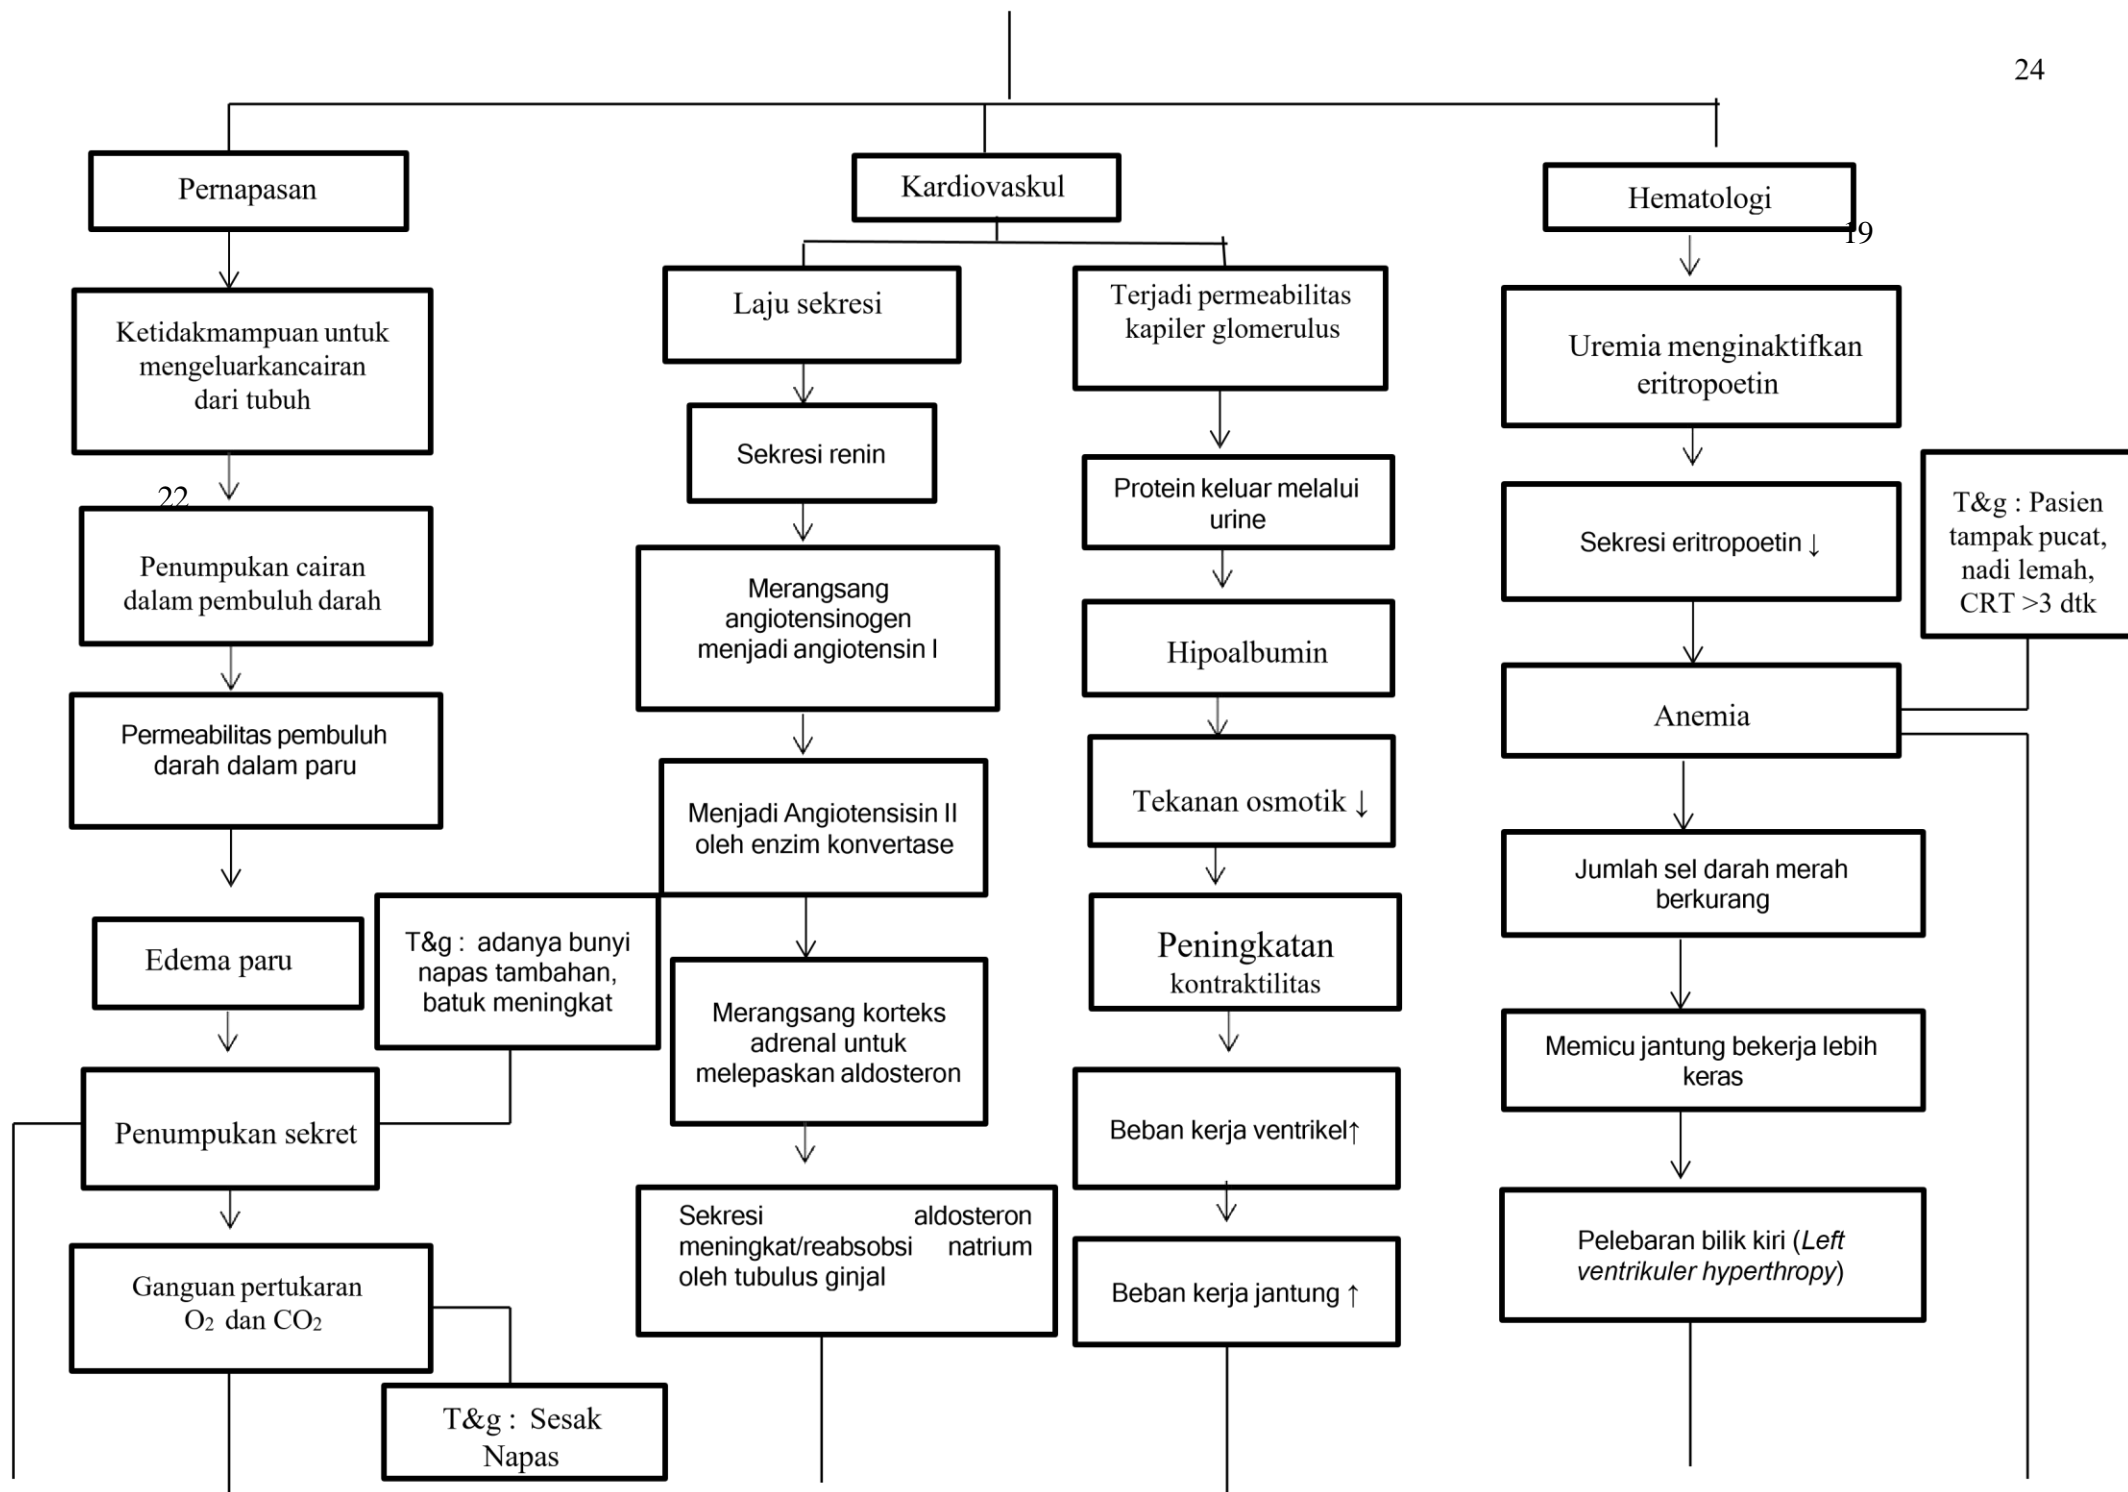 24
Pernapasan
Kardiovaskul
Hematologi
19
Ketidakmampuan untuk
mengeluarkancairan
dari tubuh
22
Penumpukan cairan
dalam pembuluh darah
Permeabilitas pembuluh
darah dalam paru
Edema paru
T&g : adanya bunyi
napas tambahan,
batuk meningkat
Penumpukan sekret
Ganguan pertukaran
O₂ dan CO₂
T&g : Sesak
Napas
Laju sekresi
Sekresi renin
Merangsang
angiotensinogen
menjadi angiotensin I
Menjadi Angiotensisin II
oleh enzim konvertase
Merangsang korteks
adrenal untuk
melepaskan aldosteron
Sekresi aldosteron
meningkat/reabsobsi natrium
oleh tubulus ginjal
Terjadi permeabilitas
kapiler glomerulus
Protein keluar melalui
urine
Hipoalbumin
Tekanan osmotik ↓
Peningkatan
kontraktilitas
Beban kerja ventrikel↑
Beban kerja jantung ↑
Uremia menginaktifkan
eritropoetin
Sekresi eritropoetin ↓
T&g : Pasien
tampak pucat,
nadi lemah,
CRT >3 dtk
Anemia
Jumlah sel darah merah
berkurang
Memicu jantung bekerja lebih
keras
Pelebaran bilik kiri (Left
ventrikuler hyperthropy)